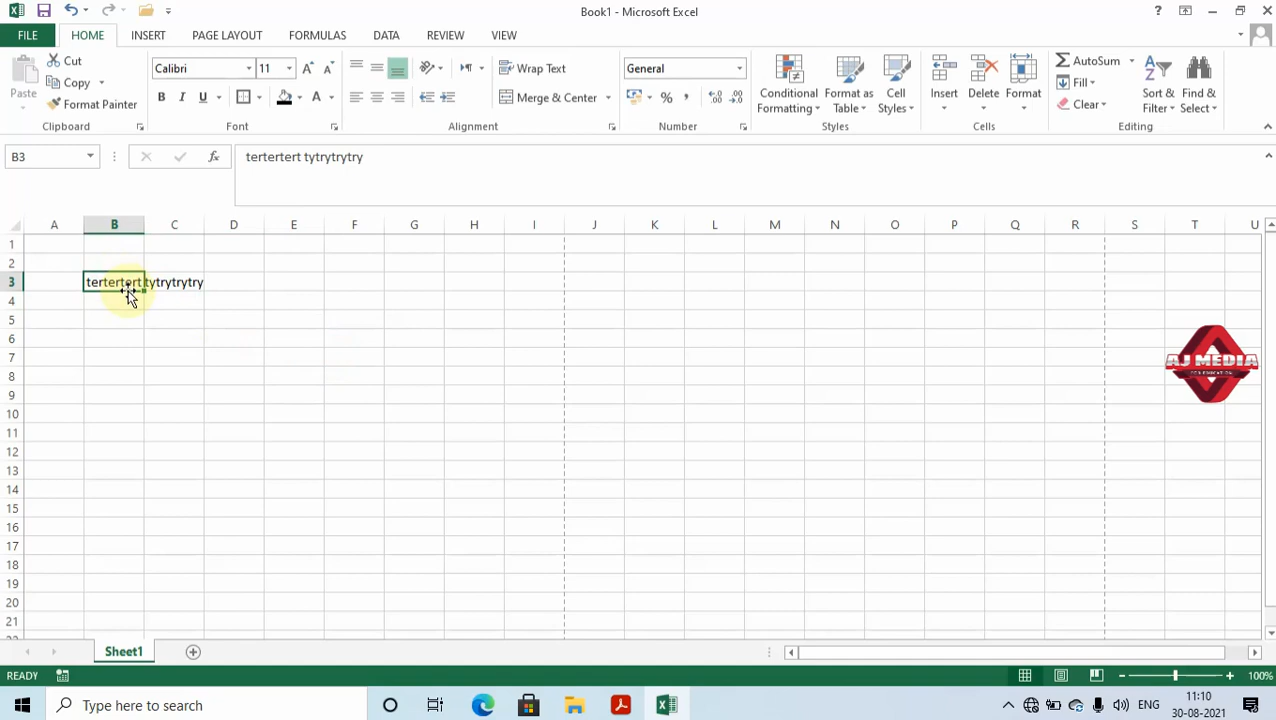 Book1 - Microsoft Excel
?
FILE HOME INSERT PAGE LAYOUT FORMULAS DATA REVIEW VIEW
Paste
Cut
Copy
Format Painter
Calibri 11
B I U
A
Wrap Text
Merge & Center
General
%
Conditional Formatting
Format as Table
Cell Styles
Insert
Delete
Format
AutoSum
Fill
Clear
Sort & Filter
Find & Select
Clipboard Font Alignment Number Styles Cells Editing
B3 fx tertertert tytrytrytry
A B C D E F G H I J K L M N O P Q R S T U
1
2
3 tertertert tytrytrytry
4
5
6
7
8
9
10
11
12
13
14
15
16
17
18
19
20
21
AJ MEDIA
FOR EDUCATION
Sheet1
READY 100%
Type here to search
ENG
11:10
30-08-2021